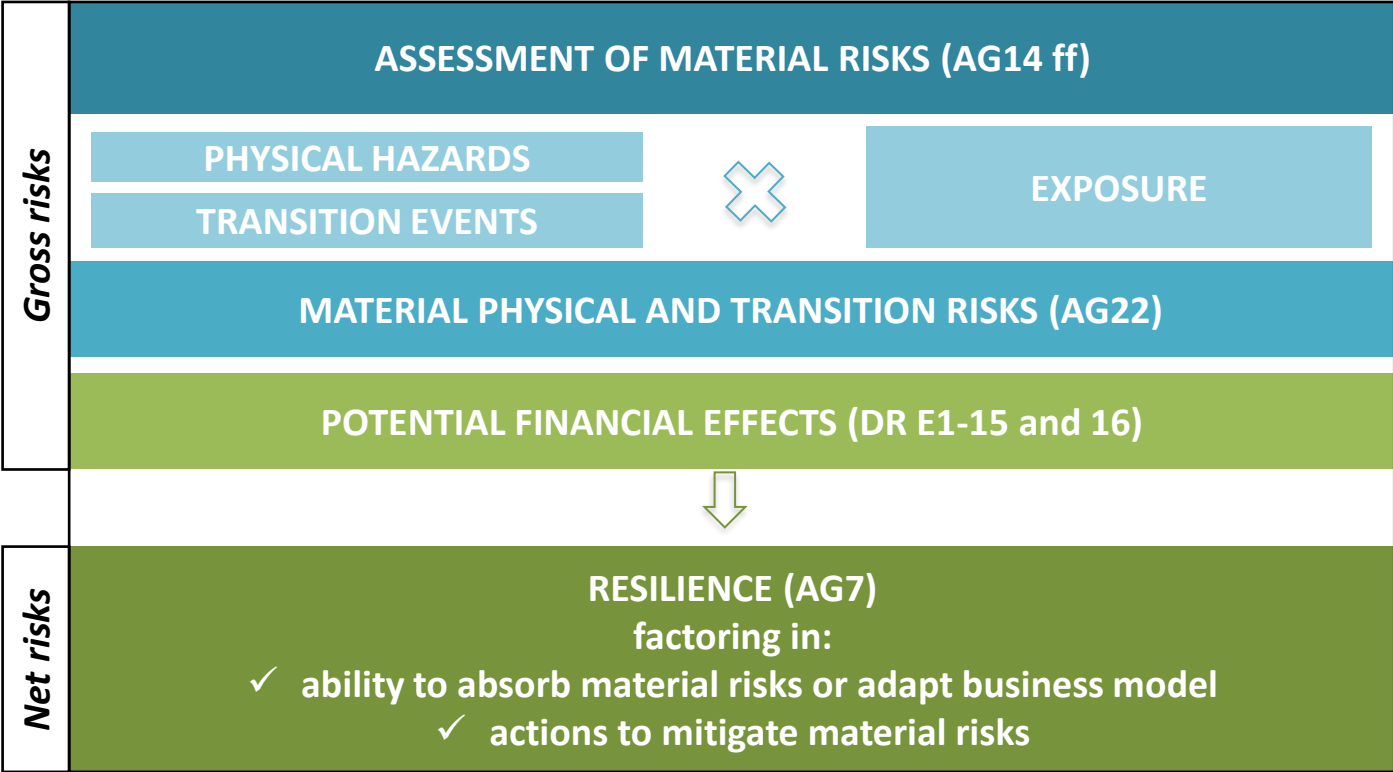 Gross risks
ASSESSMENT OF MATERIAL RISKS (AG14 ff)
PHYSICAL HAZARDS
TRANSITION EVENTS
EXPOSURE
MATERIAL PHYSICAL AND TRANSITION RISKS (AG22)
POTENTIAL FINANCIAL EFFECTS (DR E1-15 and 16)
Net risks
RESILIENCE (AG7)
factoring in:
✓ ability to absorb material risks or adapt business model
✓ actions to mitigate material risks